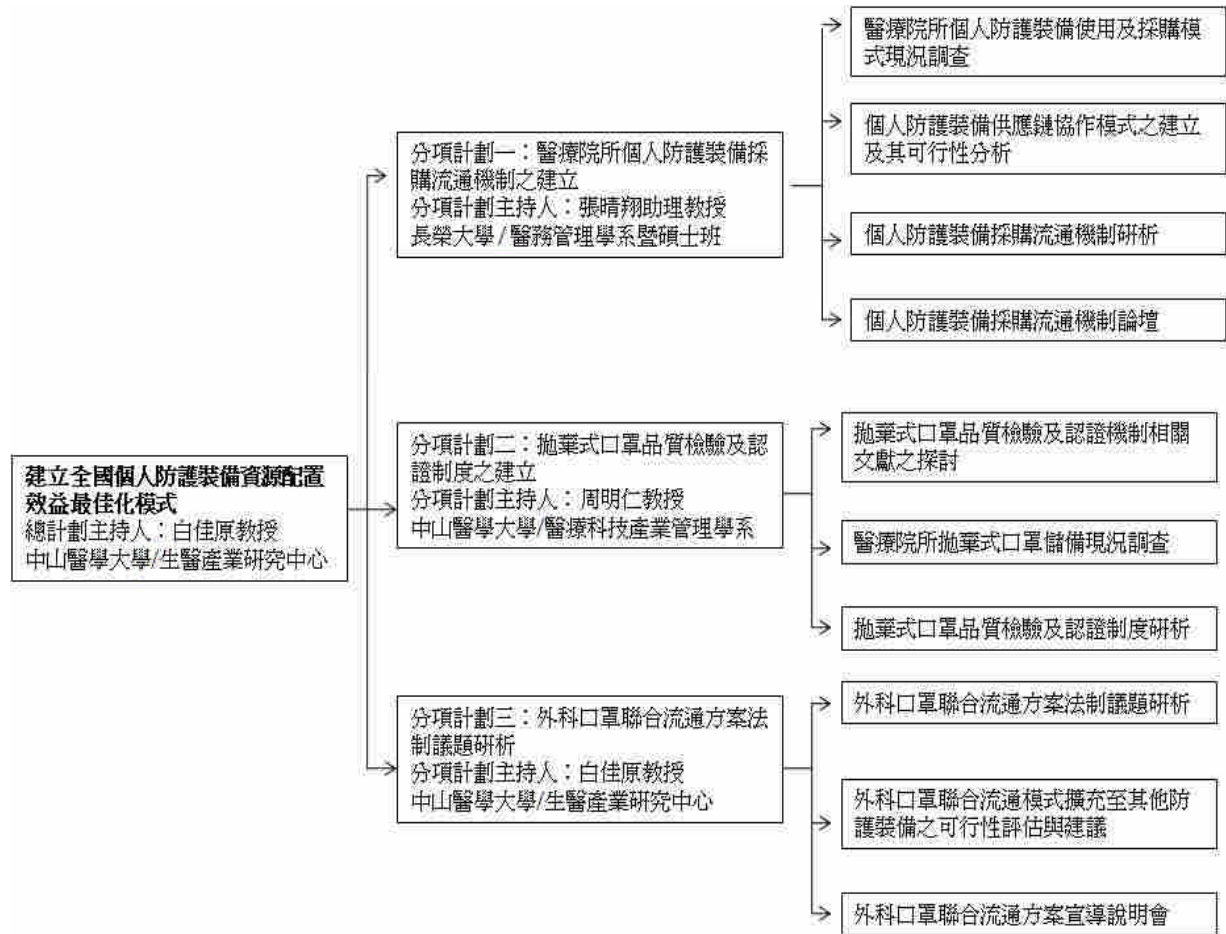 建立全國個人防護裝備資源配置
效益最佳化模式
總計劃主持人：白佳原教授
中山醫學大學/生醫產業研究中心
分項計劃一：醫療院所個人防護裝備採
購流通機制之建立
分項計劃主持人：張晴翔助理教授
長榮大學/醫務管理學系暨碩士班
醫療院所個人防護裝備使用及採購模
式現況調查
個人防護裝備供應鏈協作模式之建立
及其可行性分析
個人防護裝備採購流通機制研析
個人防護裝備採購流通機制論壇
分項計劃二：拋棄式口罩品質檢驗及認
證制度之建立
分項計劃主持人：周明仁教授
中山醫學大學/醫療科技產業管理學系
拋棄式口罩品質檢驗及認證機制相關
文獻之探討
醫療院所拋棄式口罩儲備現況調查
拋棄式口罩品質檢驗及認證制度研析
分項計劃三：外科口罩聯合流通方案法
制議題研析
分項計劃主持人：白佳原教授
中山醫學大學/生醫產業研究中心
外科口罩聯合流通方案法制議題研析
外科口罩聯合流通模式擴充至其他防
護裝備之可行性評估與建議
外科口罩聯合流通方案宣導說明會